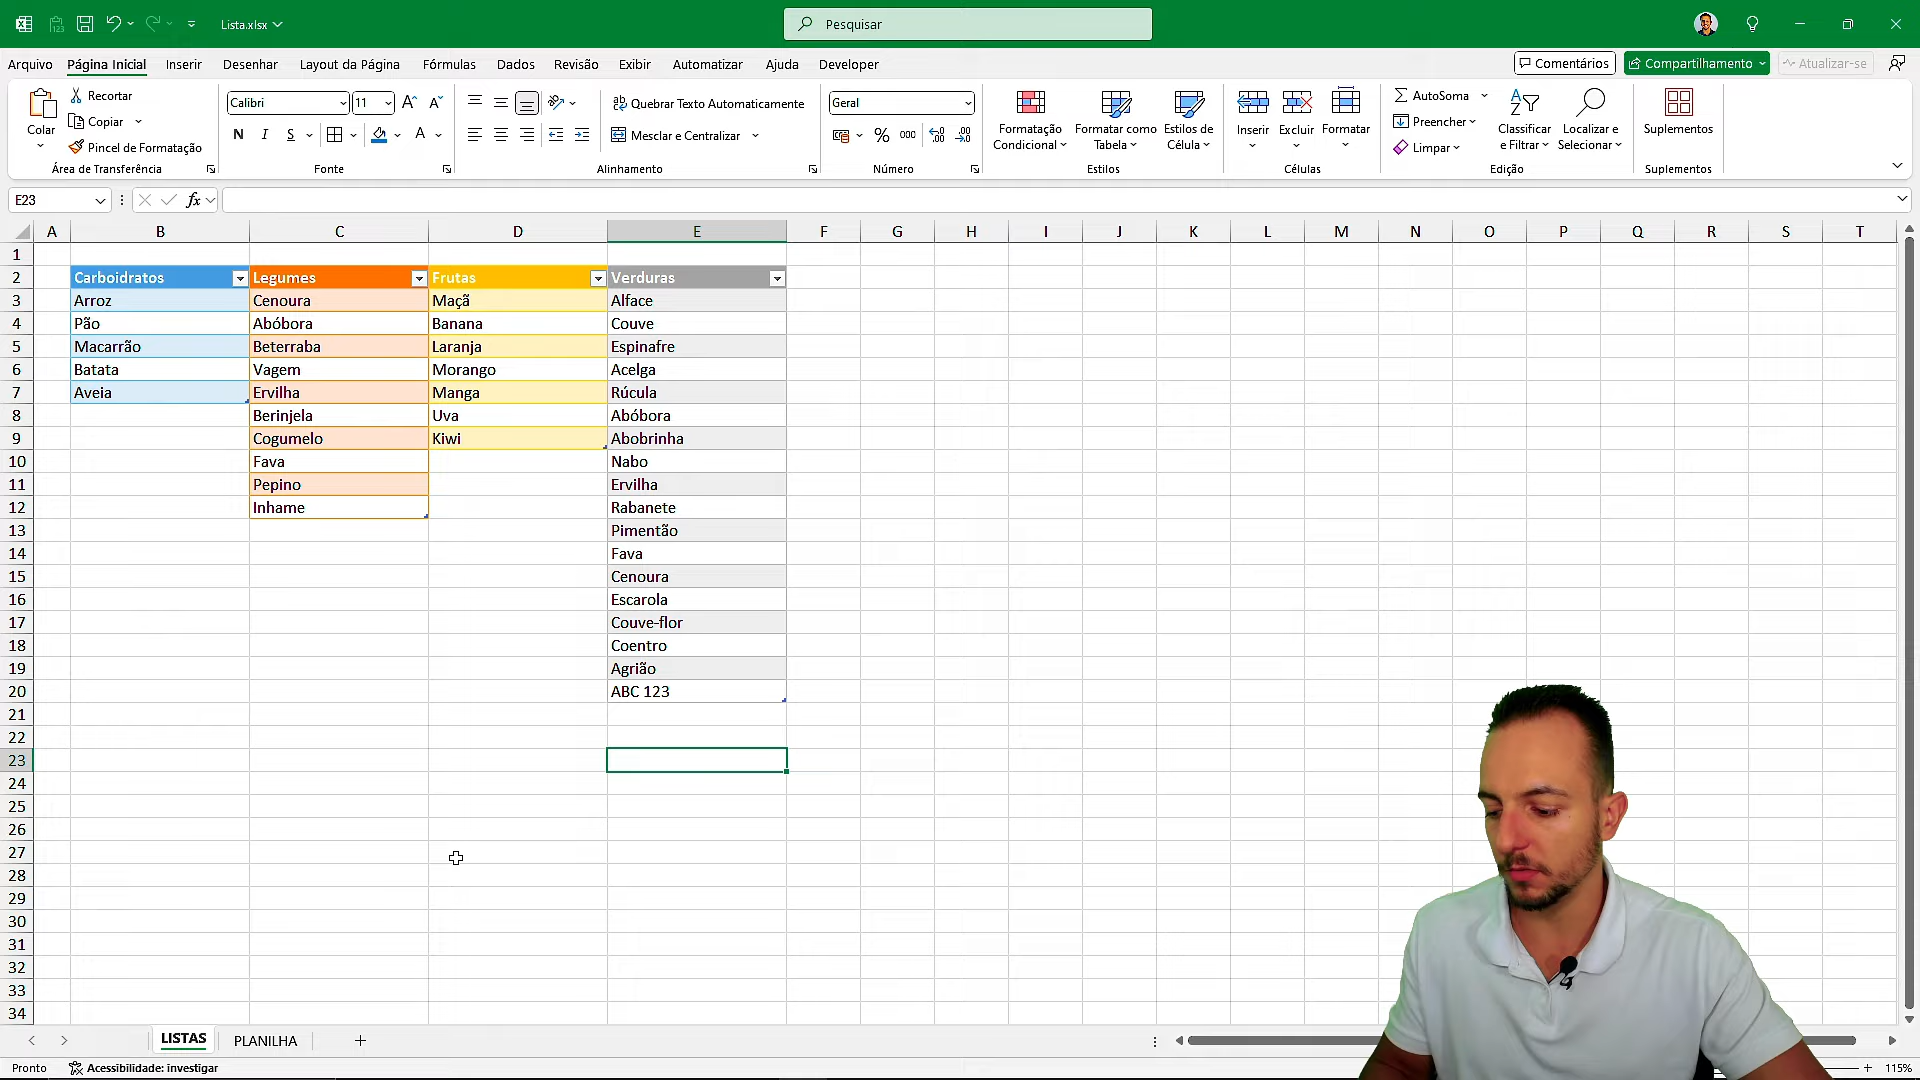 Lista.xlsx
Pesquisar
Arquivo Página Inicial Inserir Desenhar Layout da Página Fórmulas Dados Revisão Exibir Automatizar Ajuda Developer Comentários Compartilhamento Atualizar-se
Colar
Recortar
Copiar
Pincel de Formatação
Área de Transferência
Calibri 11
N I S A
Fonte
Quebrar Texto Automaticamente
Mesclar e Centralizar
Alinhamento
Geral
% 000
Número
Formatação Condicional
Formatar como Tabela
Estilos de Célula
Estilos
Inserir Excluir Formatar
Células
AutoSoma
Preencher
Limpar
Classificar e Filtrar
Localizar e Selecionar
Edição
Suplementos
Suplementos
E23 fx
A B C D E F G H I J K L M N O P Q R S T
1
2 Carboidratos Legumes Frutas Verduras
3 Arroz Cenoura Maçã Alface
4 Pão Abóbora Banana Couve
5 Macarrão Beterraba Laranja Espinafre
6 Batata Vagem Morango Acelga
7 Aveia Ervilha Manga Rúcula
8 Berinjela Uva Abóbora
9 Cogumelo Kiwi Abobrinha
10 Fava Nabo
11 Pepino Ervilha
12 Inhame Rabanete
13 Pimentão
14 Fava
15 Cenoura
16 Escarola
17 Couve-flor
18 Coentro
19 Agrião
20 ABC 123
21
22
23
24
25
26
27
28
29
30
31
32
33
34
LISTAS PLANILHA
Pronto Acessibilidade: investigar 115%